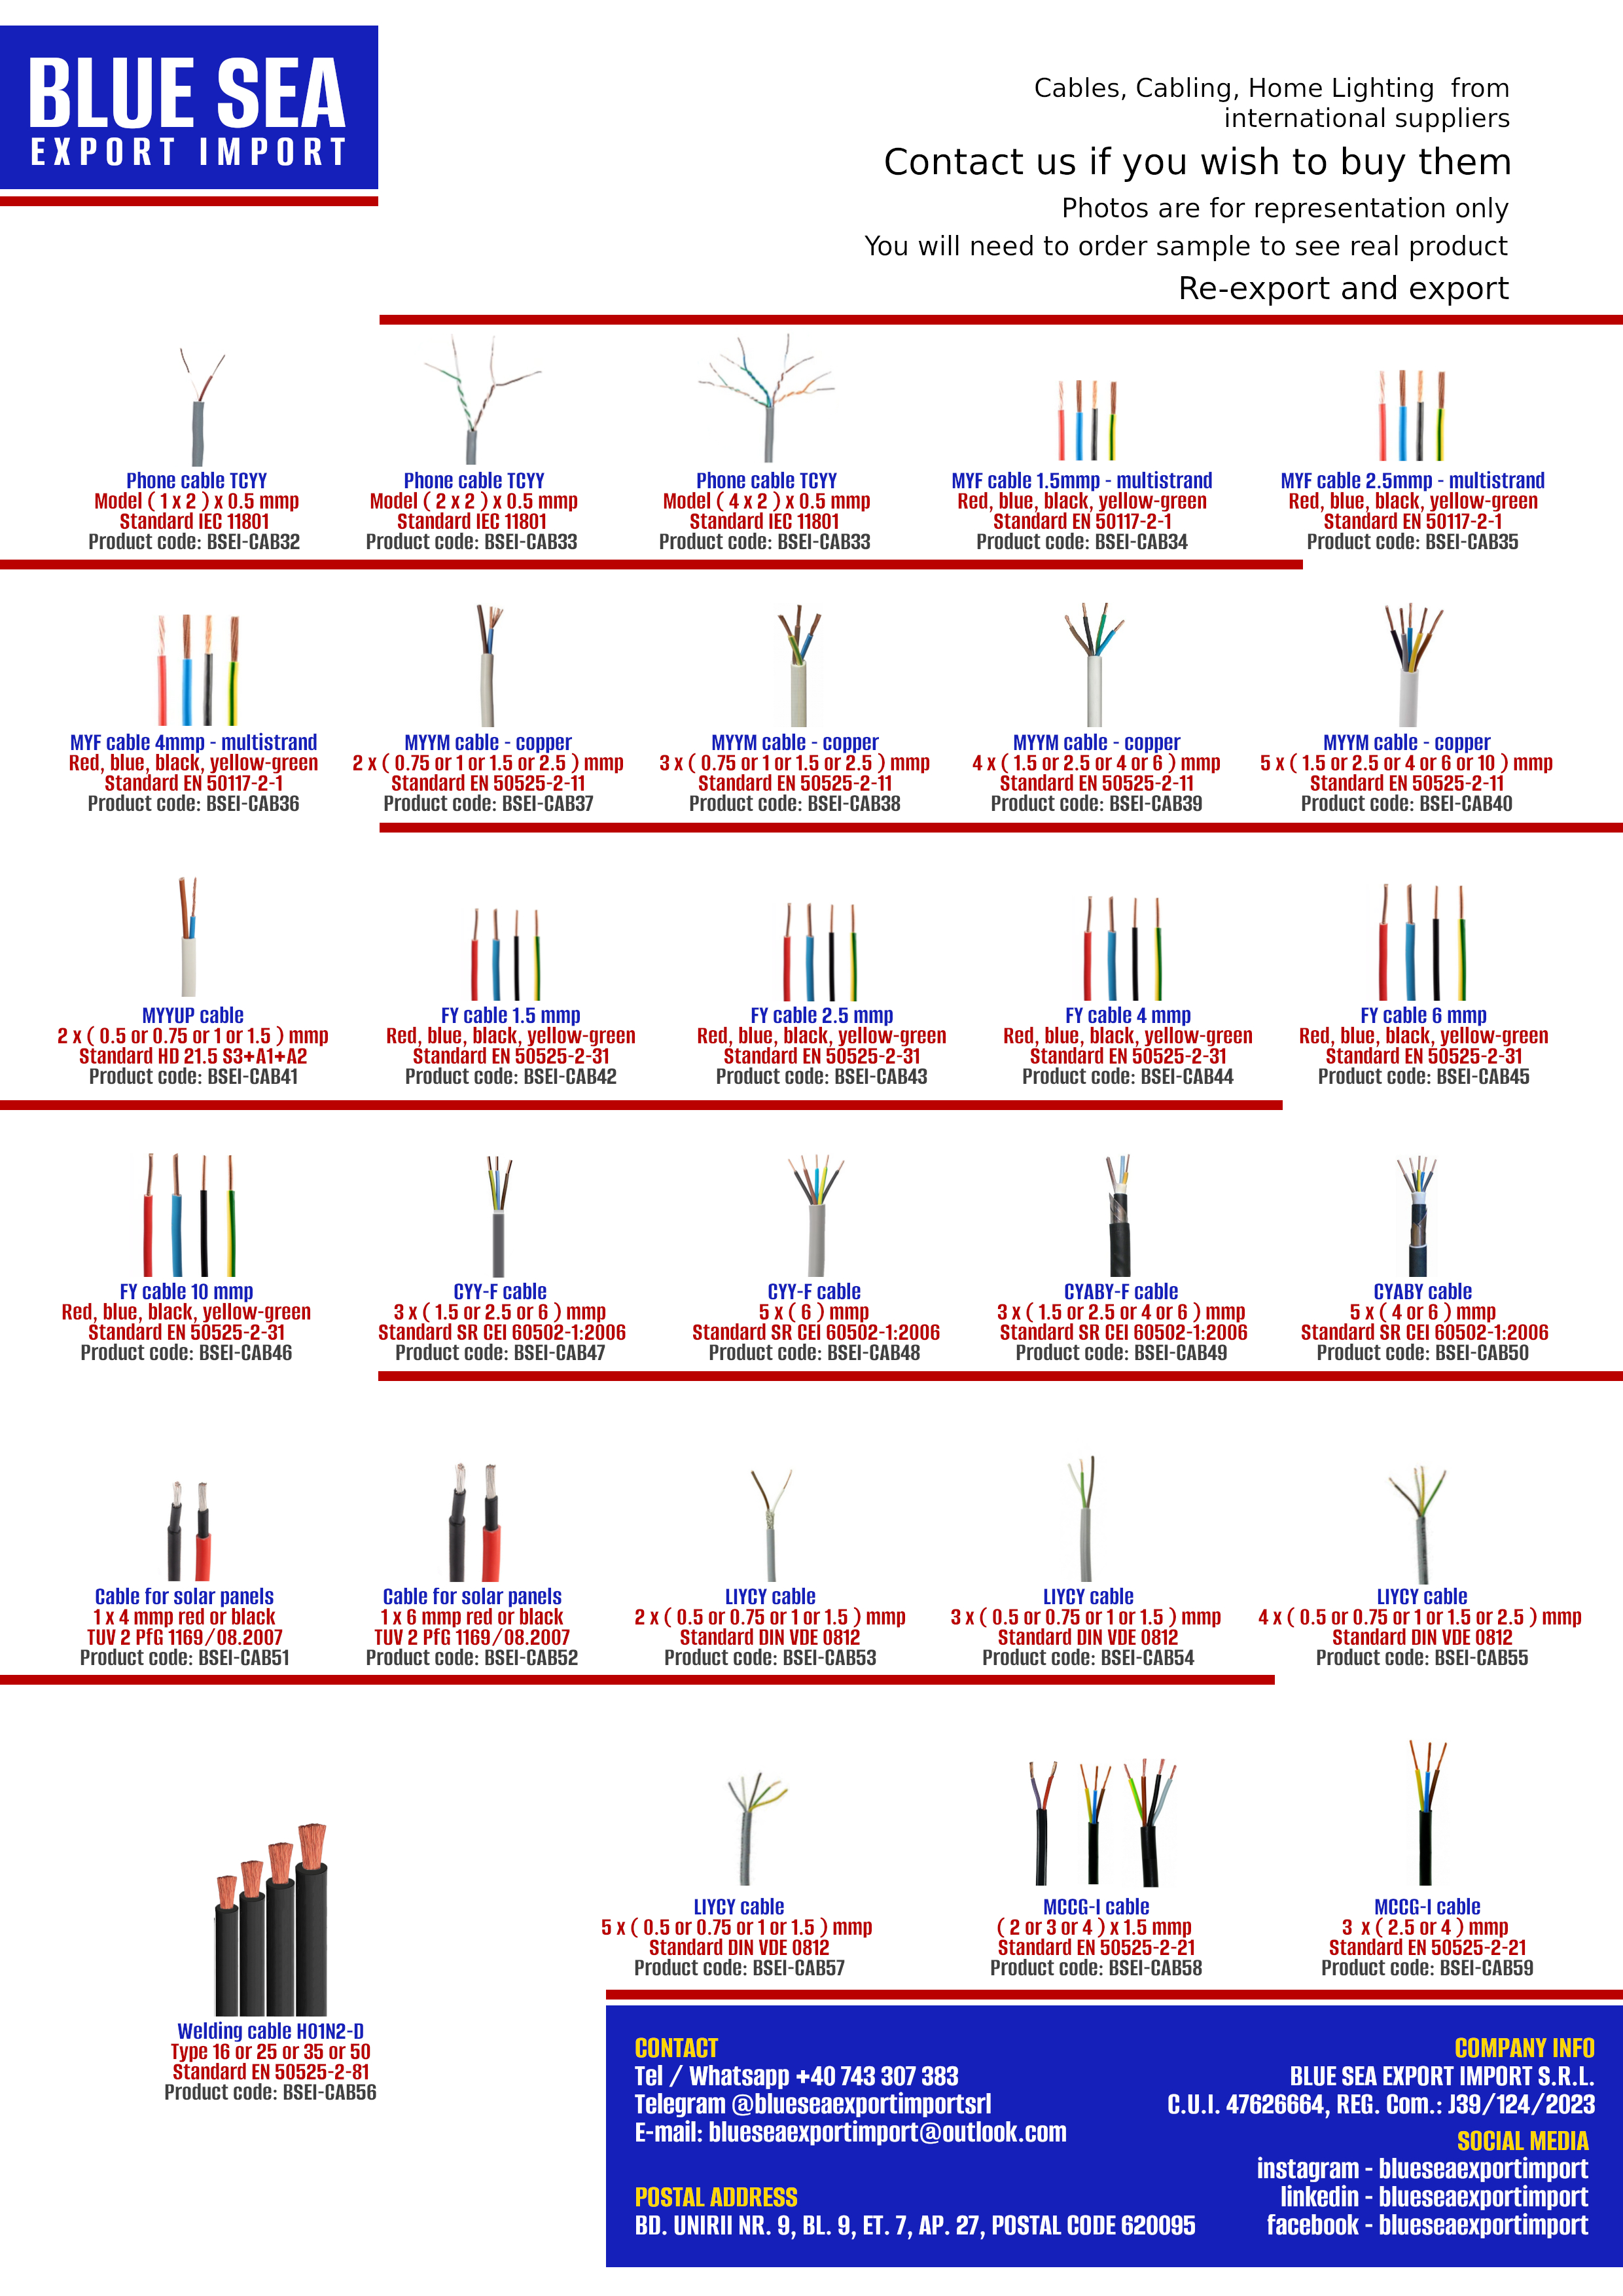 BLUE SEA
EXPORT IMPORT
Cables, Cabling, Home Lighting  from
international suppliers
Contact us if you wish to buy them
Photos are for representation only
You will need to order sample to see real product
Re-export and export
Phone cable TCYY
Model ( 1 x 2 ) x 0.5 mmp
Standard IEC 11801
Product code: BSEI-CAB32
Phone cable TCYY
Model ( 2 x 2 ) x 0.5 mmp
Standard IEC 11801
Product code: BSEI-CAB33
Phone cable TCYY
Model ( 4 x 2 ) x 0.5 mmp
Standard IEC 11801
Product code: BSEI-CAB33
MYF cable 1.5mmp - multistrand
Red, blue, black, yellow-green
Standard EN 50117-2-1
Product code: BSEI-CAB34
MYF cable 2.5mmp - multistrand
Red, blue, black, yellow-green
Standard EN 50117-2-1
Product code: BSEI-CAB35
MYF cable 4mmp - multistrand
Red, blue, black, yellow-green
Standard EN 50117-2-1
Product code: BSEI-CAB36
MYYM cable - copper
2 x ( 0.75 or 1 or 1.5 or 2.5 ) mmp
Standard EN 50525-2-11
Product code: BSEI-CAB37
MYYM cable - copper
3 x ( 0.75 or 1 or 1.5 or 2.5 ) mmp
Standard EN 50525-2-11
Product code: BSEI-CAB38
MYYM cable - copper
4 x ( 1.5 or 2.5 or 4 or 6 ) mmp
Standard EN 50525-2-11
Product code: BSEI-CAB39
MYYM cable - copper
5 x ( 1.5 or 2.5 or 4 or 6 or 10 ) mmp
Standard EN 50525-2-11
Product code: BSEI-CAB40
MYYUP cable
2 x ( 0.5 or 0.75 or 1 or 1.5 ) mmp
Standard HD 21.5 S3+A1+A2
Product code: BSEI-CAB41
FY cable 1.5 mmp
Red, blue, black, yellow-green
Standard EN 50525-2-31
Product code: BSEI-CAB42
FY cable 2.5 mmp
Red, blue, black, yellow-green
Standard EN 50525-2-31
Product code: BSEI-CAB43
FY cable 4 mmp
Red, blue, black, yellow-green
Standard EN 50525-2-31
Product code: BSEI-CAB44
FY cable 6 mmp
Red, blue, black, yellow-green
Standard EN 50525-2-31
Product code: BSEI-CAB45
FY cable 10 mmp
Red, blue, black, yellow-green
Standard EN 50525-2-31
Product code: BSEI-CAB46
CYY-F cable
3 x ( 1.5 or 2.5 or 6 ) mmp
Standard SR CEI 60502-1:2006
Product code: BSEI-CAB47
CYY-F cable
5 x ( 6 ) mmp
Standard SR CEI 60502-1:2006
Product code: BSEI-CAB48
CYABY-F cable
3 x ( 1.5 or 2.5 or 4 or 6 ) mmp
Standard SR CEI 60502-1:2006
Product code: BSEI-CAB49
CYABY cable
5 x ( 4 or 6 ) mmp
Standard SR CEI 60502-1:2006
Product code: BSEI-CAB50
Cable for solar panels
1 x 4 mmp red or black
TUV 2 PfG 1169/08.2007
Product code: BSEI-CAB51
Cable for solar panels
1 x 6 mmp red or black
TUV 2 PfG 1169/08.2007
Product code: BSEI-CAB52
LIYCY cable
2 x ( 0.5 or 0.75 or 1 or 1.5 ) mmp
Standard DIN VDE 0812
Product code: BSEI-CAB53
LIYCY cable
3 x ( 0.5 or 0.75 or 1 or 1.5 ) mmp
Standard DIN VDE 0812
Product code: BSEI-CAB54
LIYCY cable
4 x ( 0.5 or 0.75 or 1 or 1.5 or 2.5 ) mmp
Standard DIN VDE 0812
Product code: BSEI-CAB55
Welding cable H01N2-D
Type 16 or 25 or 35 or 50
Standard EN 50525-2-81
Product code: BSEI-CAB56
LIYCY cable
5 x ( 0.5 or 0.75 or 1 or 1.5 ) mmp
Standard DIN VDE 0812
Product code: BSEI-CAB57
MCCG-I cable
( 2 or 3 or 4 ) x 1.5 mmp
Standard EN 50525-2-21
Product code: BSEI-CAB58
MCCG-I cable
3  x ( 2.5 or 4 ) mmp
Standard EN 50525-2-21
Product code: BSEI-CAB59
CONTACT
Tel / Whatsapp +40 743 307 383
Telegram @blueseaexportimportsrl
E-mail: blueseaexportimport@outlook.com
POSTAL ADDRESS
BD. UNIRII NR. 9, BL. 9, ET. 7, AP. 27, POSTAL CODE 620095
COMPANY INFO
BLUE SEA EXPORT IMPORT S.R.L.
C.U.I. 47626664, REG. Com.: J39/124/2023
SOCIAL MEDIA
instagram - blueseaexportimport
linkedin - blueseaexportimport
facebook - blueseaexportimport